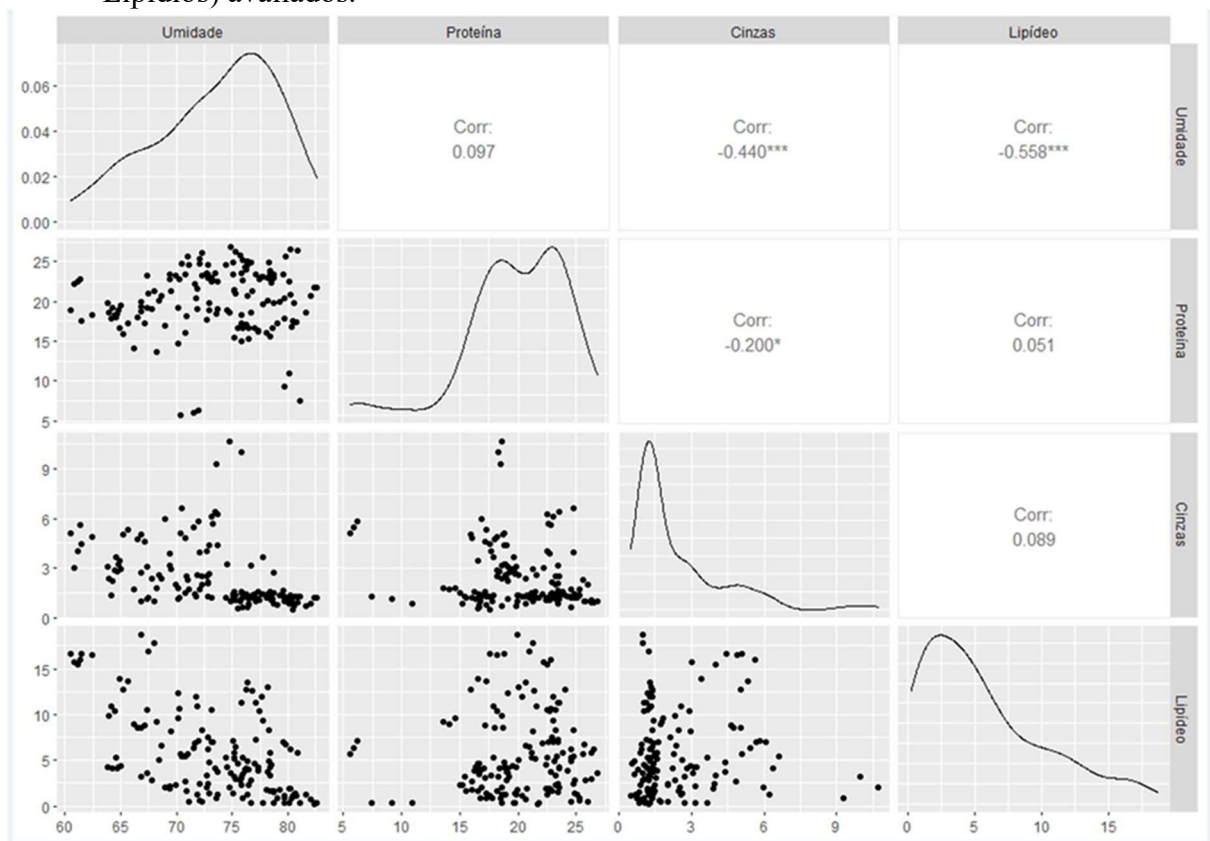 Lipídios) avaliados.
Umidade Proteína Cinzas Lipídeo
0.06
0.04
0.02
0.00
Corr:
0.097
Corr:
-0.440***
Corr:
-0.558***
Umidade
25
20
15
10
5
Corr:
-0.200*
Corr:
0.051
Proteína
9
6
3
0
Corr:
0.089
Cinzas
15
10
5
0
Lipídeo
60 65 70 75 80 5 10 15 20 25 0 3 6 9 0 5 10 15